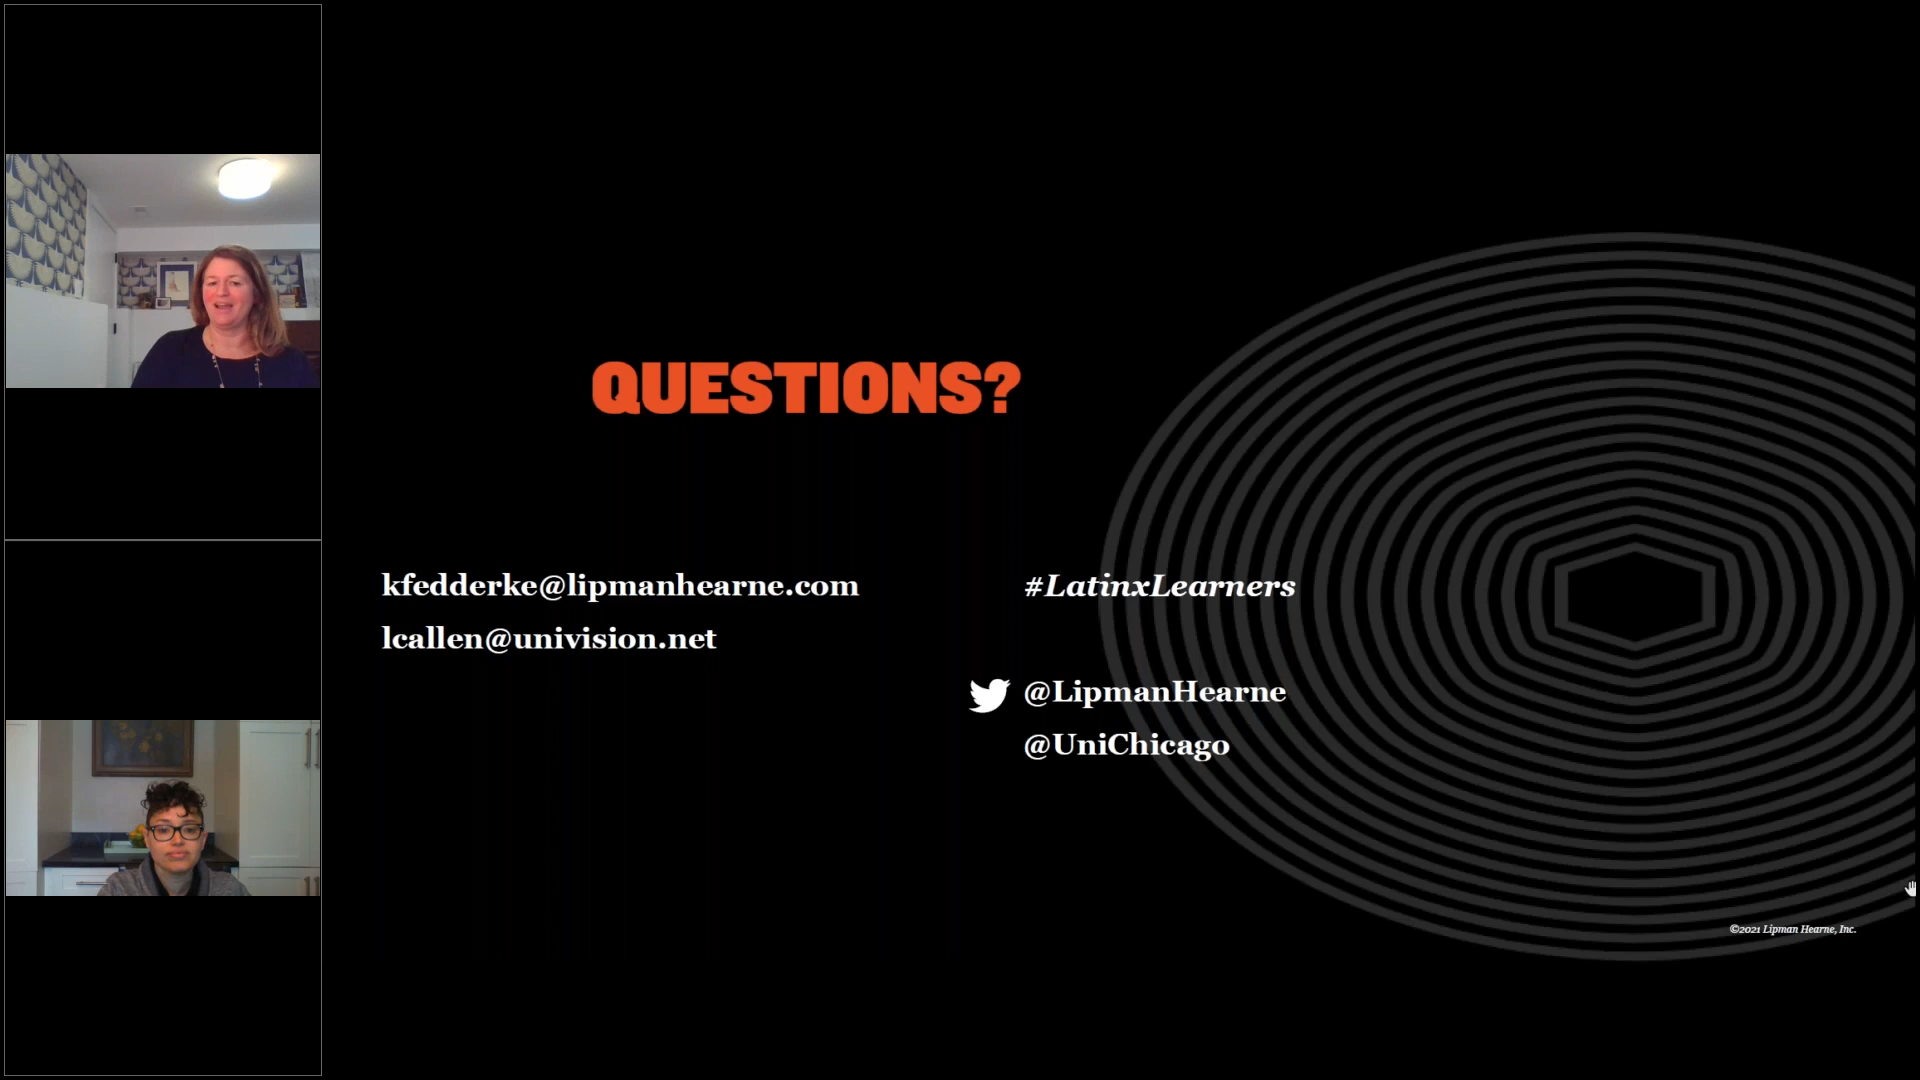 QUESTIONS?
kfedderke@lipmanhearne.com
lcallen@univision.net
#LatinxLearners
@LipmanHearne
@UniChicago
©2021 Lipman Hearne, Inc.